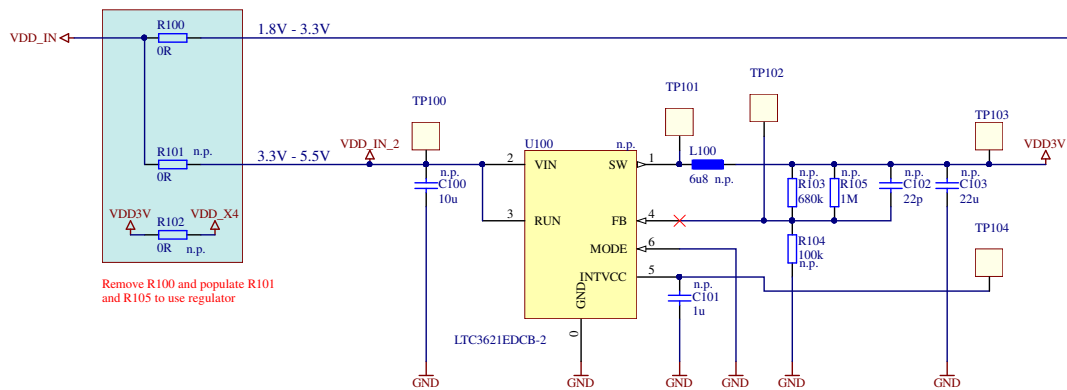 R100
1.8V - 3.3V
VDD_IN
0R
TP100
TP101
TP102
TP103
R101
n.p.
3.3V - 5.5V
VDD_IN_2
0R
U100
n.p.
2
VIN
SW
1
L100
6u8
n.p.
VDD3V
n.p.
C100
10u
n.p.
R103
680k
n.p.
R105
1M
n.p.
C102
22p
n.p.
C103
22u
VDD3V
R102
VDD_X4
0R
n.p.
3
RUN
FB
4
MODE
6
R104
100k
n.p.
TP104
INTVCC
5
n.p.
C101
1u
GND
0
Remove R100 and populate R101
and R105 to use regulator
LTC3621EDCB-2
GND
GND
GND
GND
GND
GND